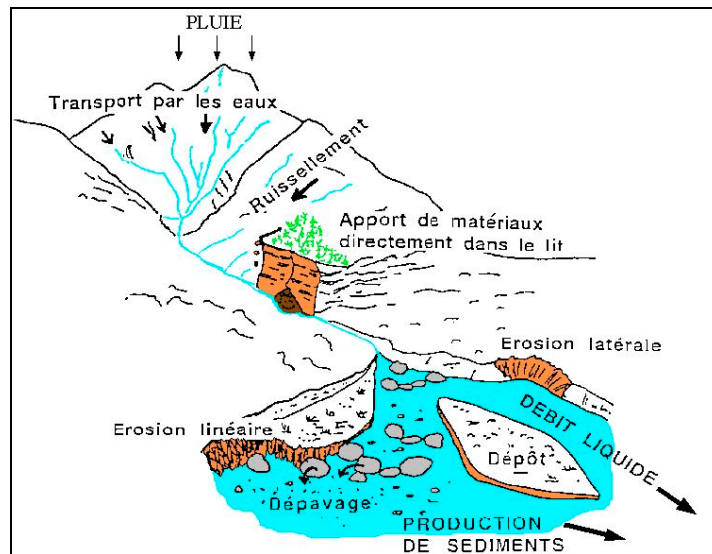 PLUIE
Transport par les eaux
Ruissellement
Apport de matériaux
directement dans le lit
Erosion latérale
DEBIT LIQUIDE
Erosion linéaire
Dépôt
Dépavage
PRODUCTION
DE SEDIMENTS